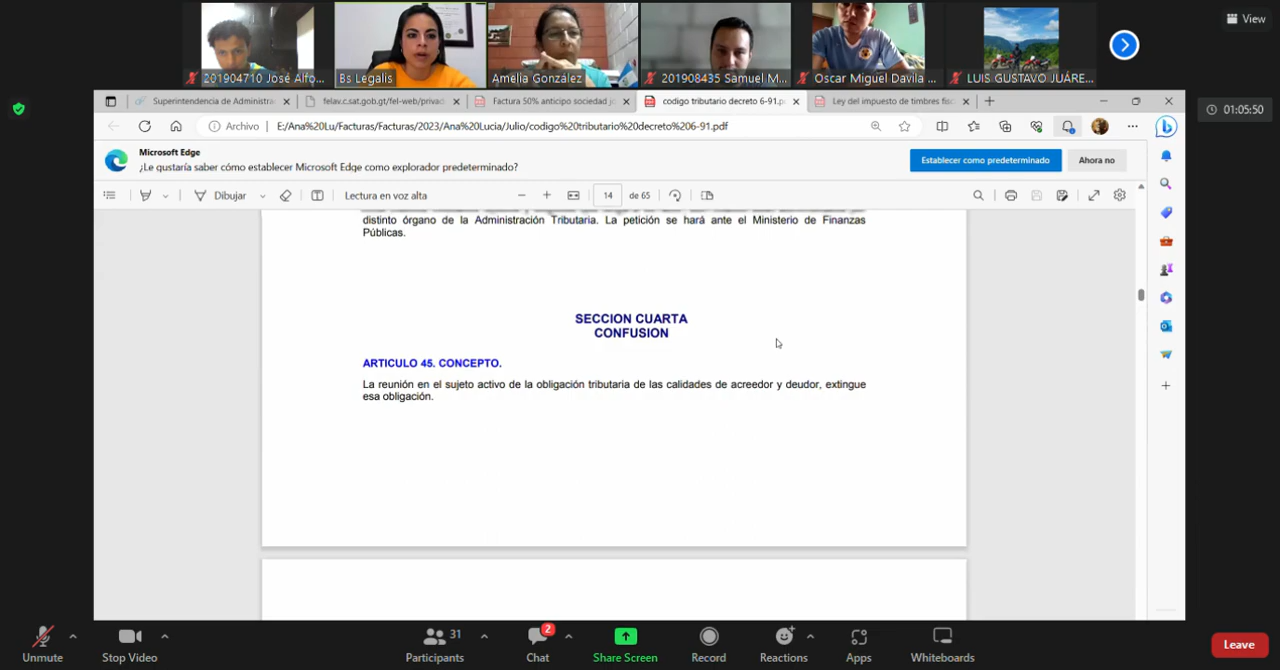 View
201904710 José Alfo...
Bs Legalis
Amelia González
201908435 Samuel M...
Oscar Miguel Davila ...
LUIS GUSTAVO JUÁRE...
01:05:50
Superintendencia de Administra
felav.c.sat.gob.gt/fel-web/privad
Factura 50% anticipo sociedad jo
codigo tributario decreto 6-91.p
Ley del impuesto de timbres fis
Archivo
E:/Ana%20Lu/Facturas/Facturas/2023/Ana%20Lucia/Julio/codigo%20tributario%20decreto%206-91.pdf
Microsoft Edge
¿Le gustaría saber cómo establecer Microsoft Edge como explorador predeterminado?
Establecer como predeterminado
Ahora no
Dibujar
Lectura en voz alta
14
de 65
distinto órgano de la Administración Tributaria. La petición se hará ante el Ministerio de Finanzas
Públicas.
SECCION CUARTA
CONFUSION
ARTICULO 45. CONCEPTO.
La reunión en el sujeto activo de la obligación tributaria de las calidades de acreedor y deudor, extingue
esa obligación.
Unmute
Stop Video
31
Participants
2
Chat
Share Screen
Record
Reactions
Apps
Whiteboards
Leave